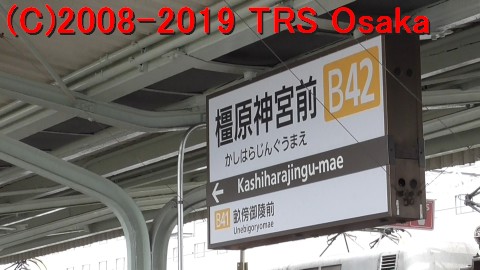 (C)2008-2019 TRS Osaka
橿原神宮前 B42
かしはらじんぐうまえ
← Kashiharajingu-mae
B41 畝傍御陵前
Unebigoryomae